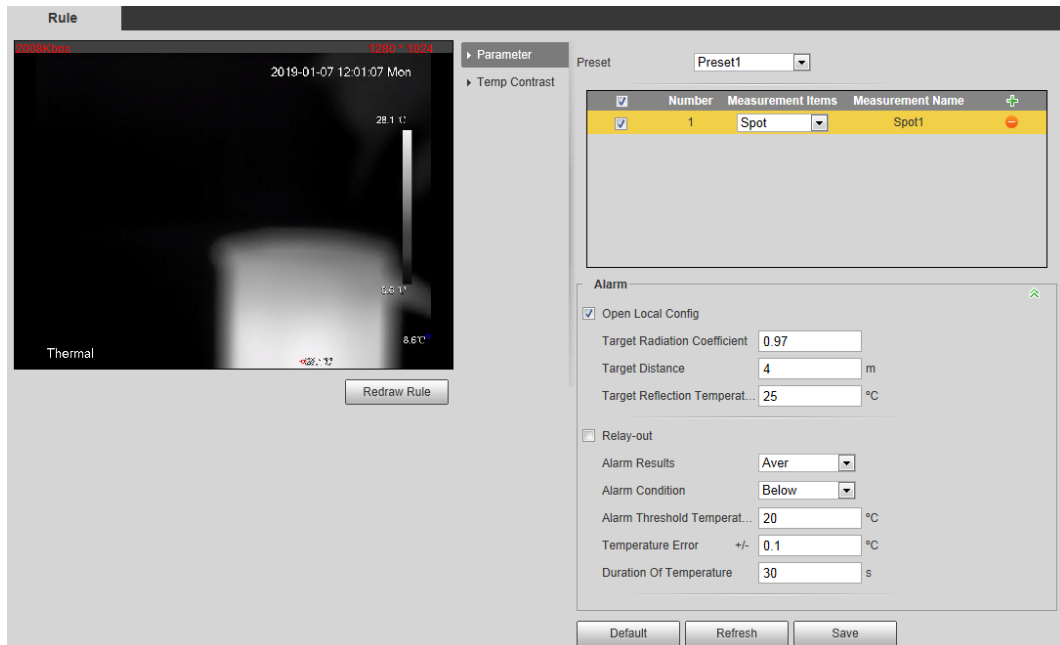 Rule
2008Kbps
1280 * 1024
2019-01-07 12:01:07 Mon
28.1 ℃
8.6℃
Thermal
Redraw Rule
Parameter
Temp Contrast
Preset Preset1
Number Measurement Items Measurement Name
1 Spot Spot1
Alarm
Open Local Config
Target Radiation Coefficient 0.97
Target Distance 4 m
Target Reflection Temperat... 25 ºC
Relay-out
Alarm Results Aver
Alarm Condition Below
Alarm Threshold Temperat... 20 ºC
Temperature Error +/- 0.1 ºC
Duration Of Temperature 30 s
Default Refresh Save